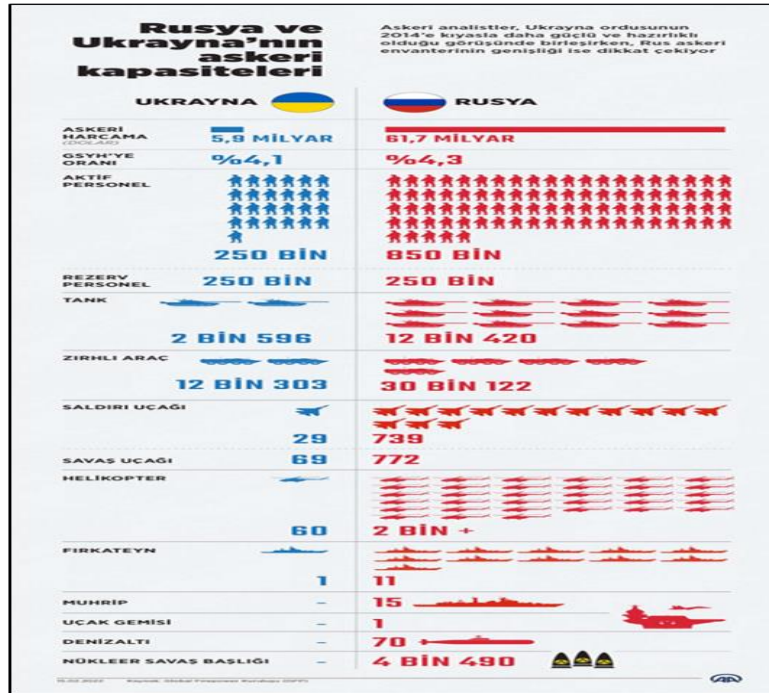 Rusya ve
Ukrayna'nın
askeri
kapasiteleri
Askeri analistler, Ukrayna ordusunun
2014'e kıyasla daha güçlü ve hazırlıklı
olduğu görüşünde birleşirken, Rus askeri
envanterinin genişliği ise dikkat çekiyor
UKRAYNA RUSYA
ASKERİ
HARCAMA
(DOLAR)
5,9 MİLYAR 61,7 MİLYAR
GSYH'YE
ORANI
%4,1 %4,3
AKTİF
PERSONEL
250 BİN 850 BİN
REZERV
PERSONEL
250 BİN 250 BİN
TANK
2 BİN 596 12 BİN 420
ZIRHLI ARAÇ
12 BİN 303 30 BİN 122
SALDIRI UÇAĞI
29 739
SAVAŞ UÇAĞI 69 772
HELİKOPTER
60 2 BİN +
FIRKATEYN
1 11
MUHRİP - 15
UÇAK GEMİSİ - 1
DENİZALTI - 70
NÜKLEER SAVAŞ BAŞLIĞI - 4 BİN 490
Kaynak: Global Firepower (GFP)
AA